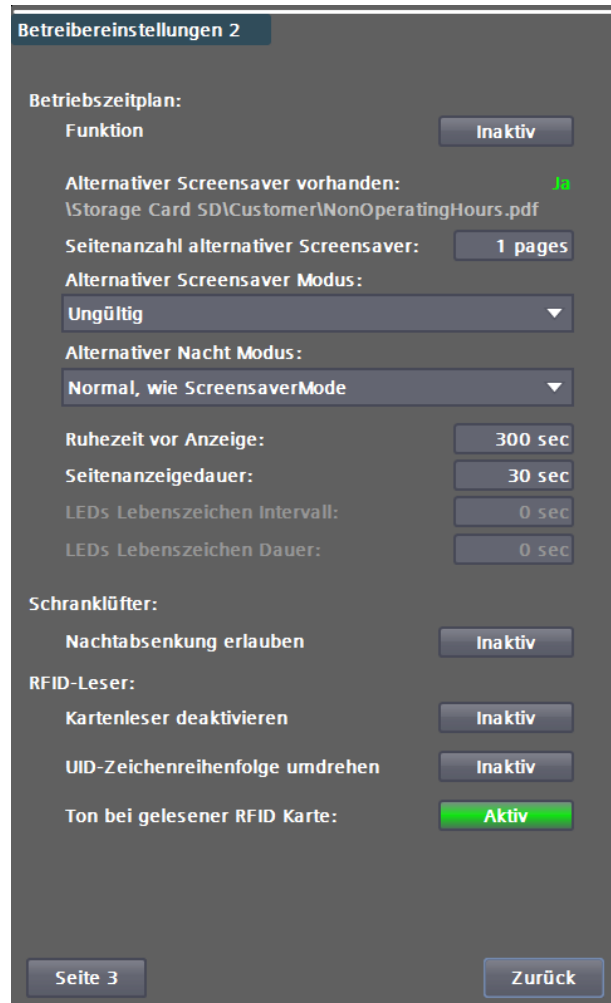 Betreibereinstellungen 2
Betriebszeitplan:
Funktion Inaktiv
Alternativer Screensaver vorhanden: Ja
\Storage Card SD\Customer\NonOperatingHours.pdf
Seitenanzahl alternativer Screensaver: 1 pages
Alternativer Screensaver Modus:
Ungültig
Alternativer Nacht Modus:
Normal, wie ScreensaverMode
Ruhezeit vor Anzeige: 300 sec
Seitenanzeigedauer: 30 sec
LEDs Lebenszeichen Intervall: 0 sec
LEDs Lebenszeichen Dauer: 0 sec
Schranklüfter:
Nachtabsenkung erlauben Inaktiv
RFID-Leser:
Kartenleser deaktivieren Inaktiv
UID-Zeichenreihenfolge umdrehen Inaktiv
Ton bei gelesener RFID Karte: Aktiv
Seite 3 Zurück